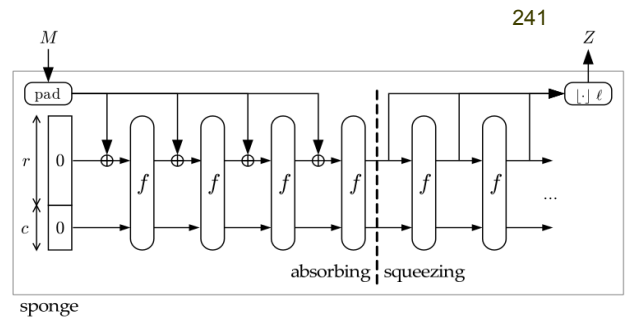 241
M Z
pad ⌊·⌋ ℓ
r 0 f f f f f f
c 0 ...
absorbing squeezing
sponge